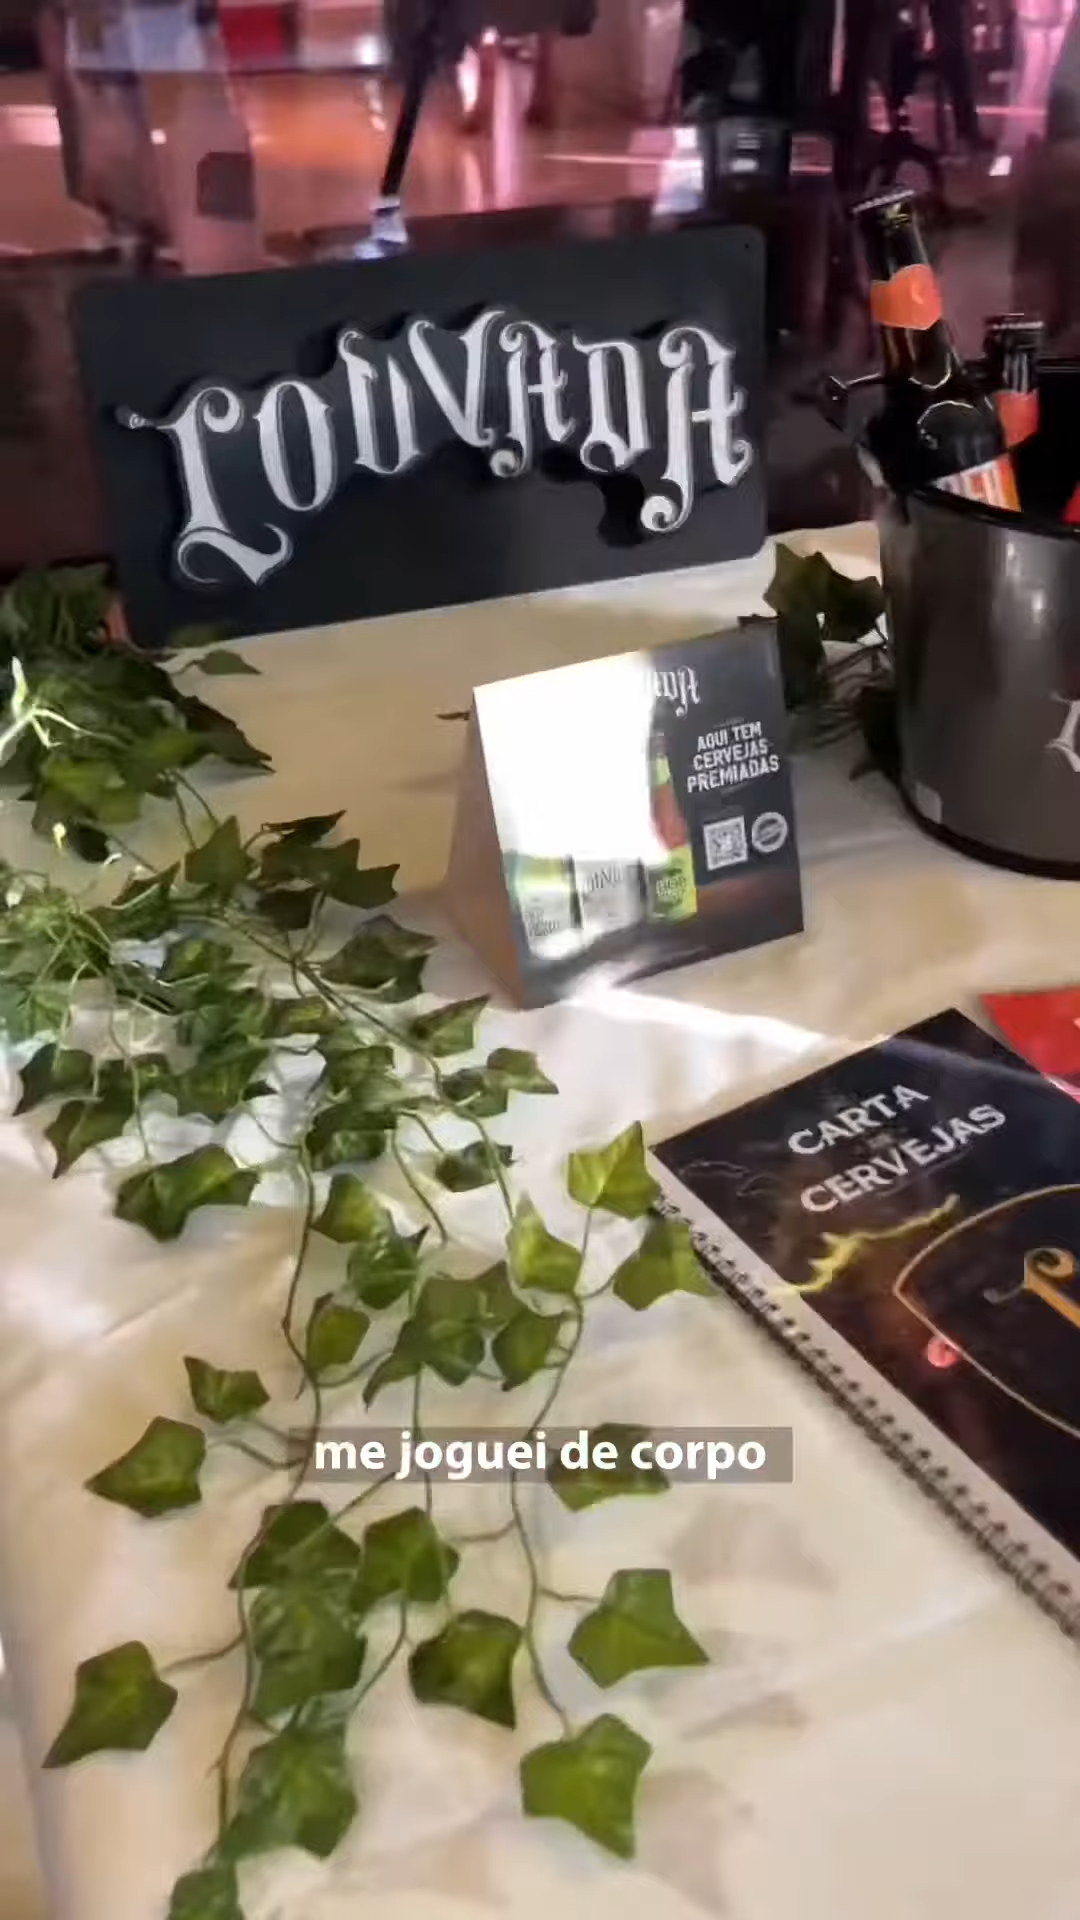 LOUVADA
AQUI TEM
CERVEJAS
PREMIADAS
CARTA
CERVEJAS
me joguei de corpo